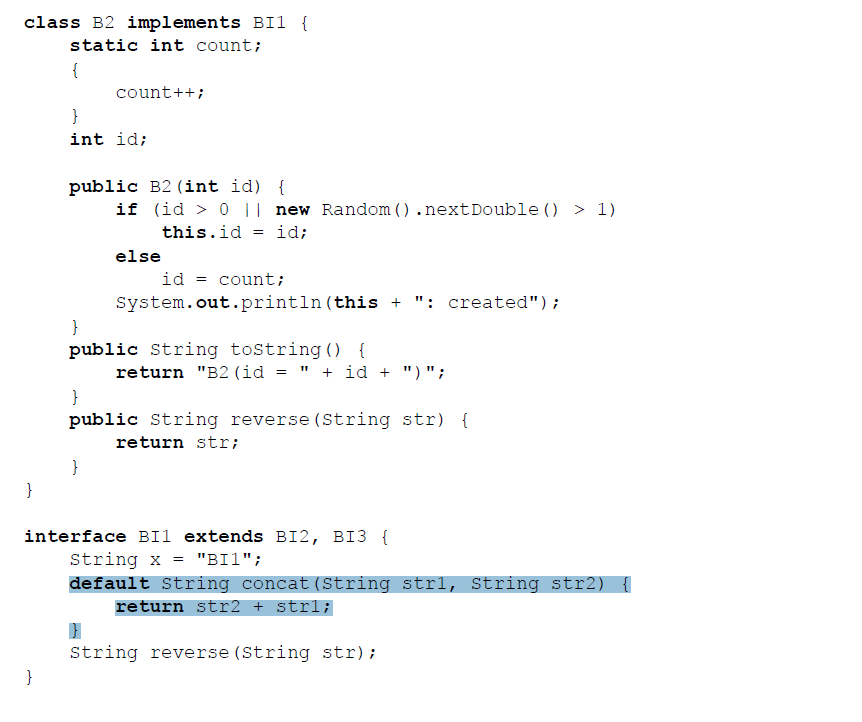 class B2 implements BI1 {
    static int count;
    {
        count++;
    }
    int id;

    public B2(int id) {
        if (id > 0 || new Random().nextDouble() > 1)
            this.id = id;
        else
            id = count;
        System.out.println(this + ": created");
    }
    public String toString() {
        return "B2(id = " + id + ")";
    }
    public String reverse(String str) {
        return str;
    }
}

interface BI1 extends BI2, BI3 {
    String x = "BI1";
    default String concat(String str1, String str2) {
        return str2 + str1;
    }
    String reverse(String str);
}